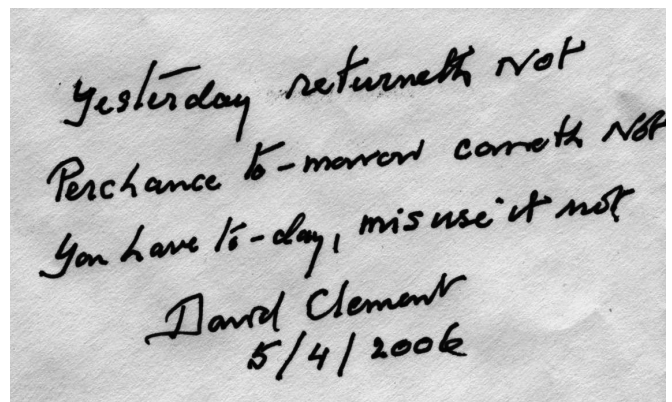 Yesterday returneth Not
Perchance to-morrow cometh Not
You have to-day, misuse it not
David Clement
5/4/2006